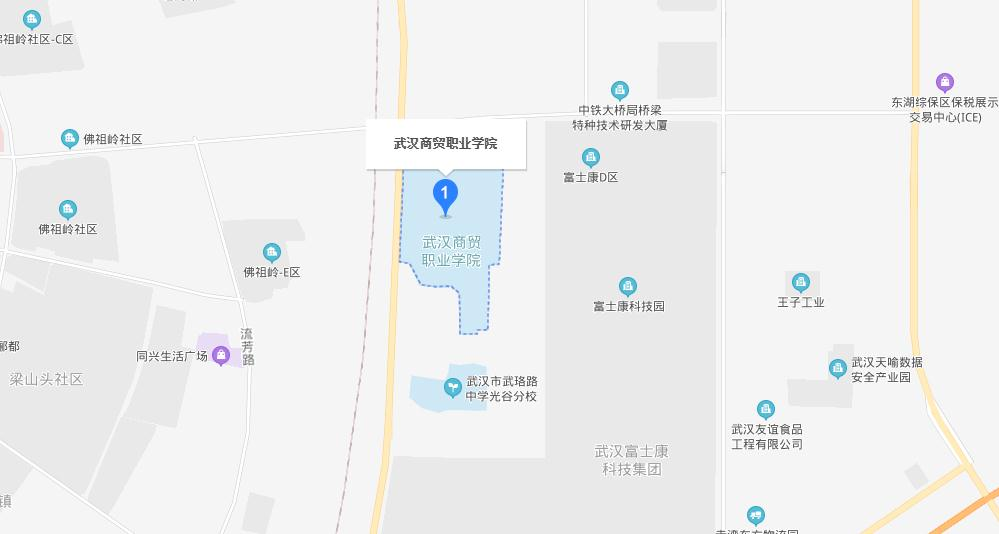 佛祖岭社区-C区
东湖综保区保税展示
交易中心(ICE)
中铁大桥局桥梁
特种技术研发大厦
佛祖岭社区
武汉商贸职业学院
富士康D区
1
佛祖岭社区
武汉商贸
职业学院
佛祖岭-E区
富士康科技园
王子工业
流芳路
同兴生活广场
郁都
梁山头社区
武汉天喻数据
安全产业园
武汉市武珞路
中学光谷分校
武汉友谊食品
工程有限公司
武汉富士康
科技集团
镇